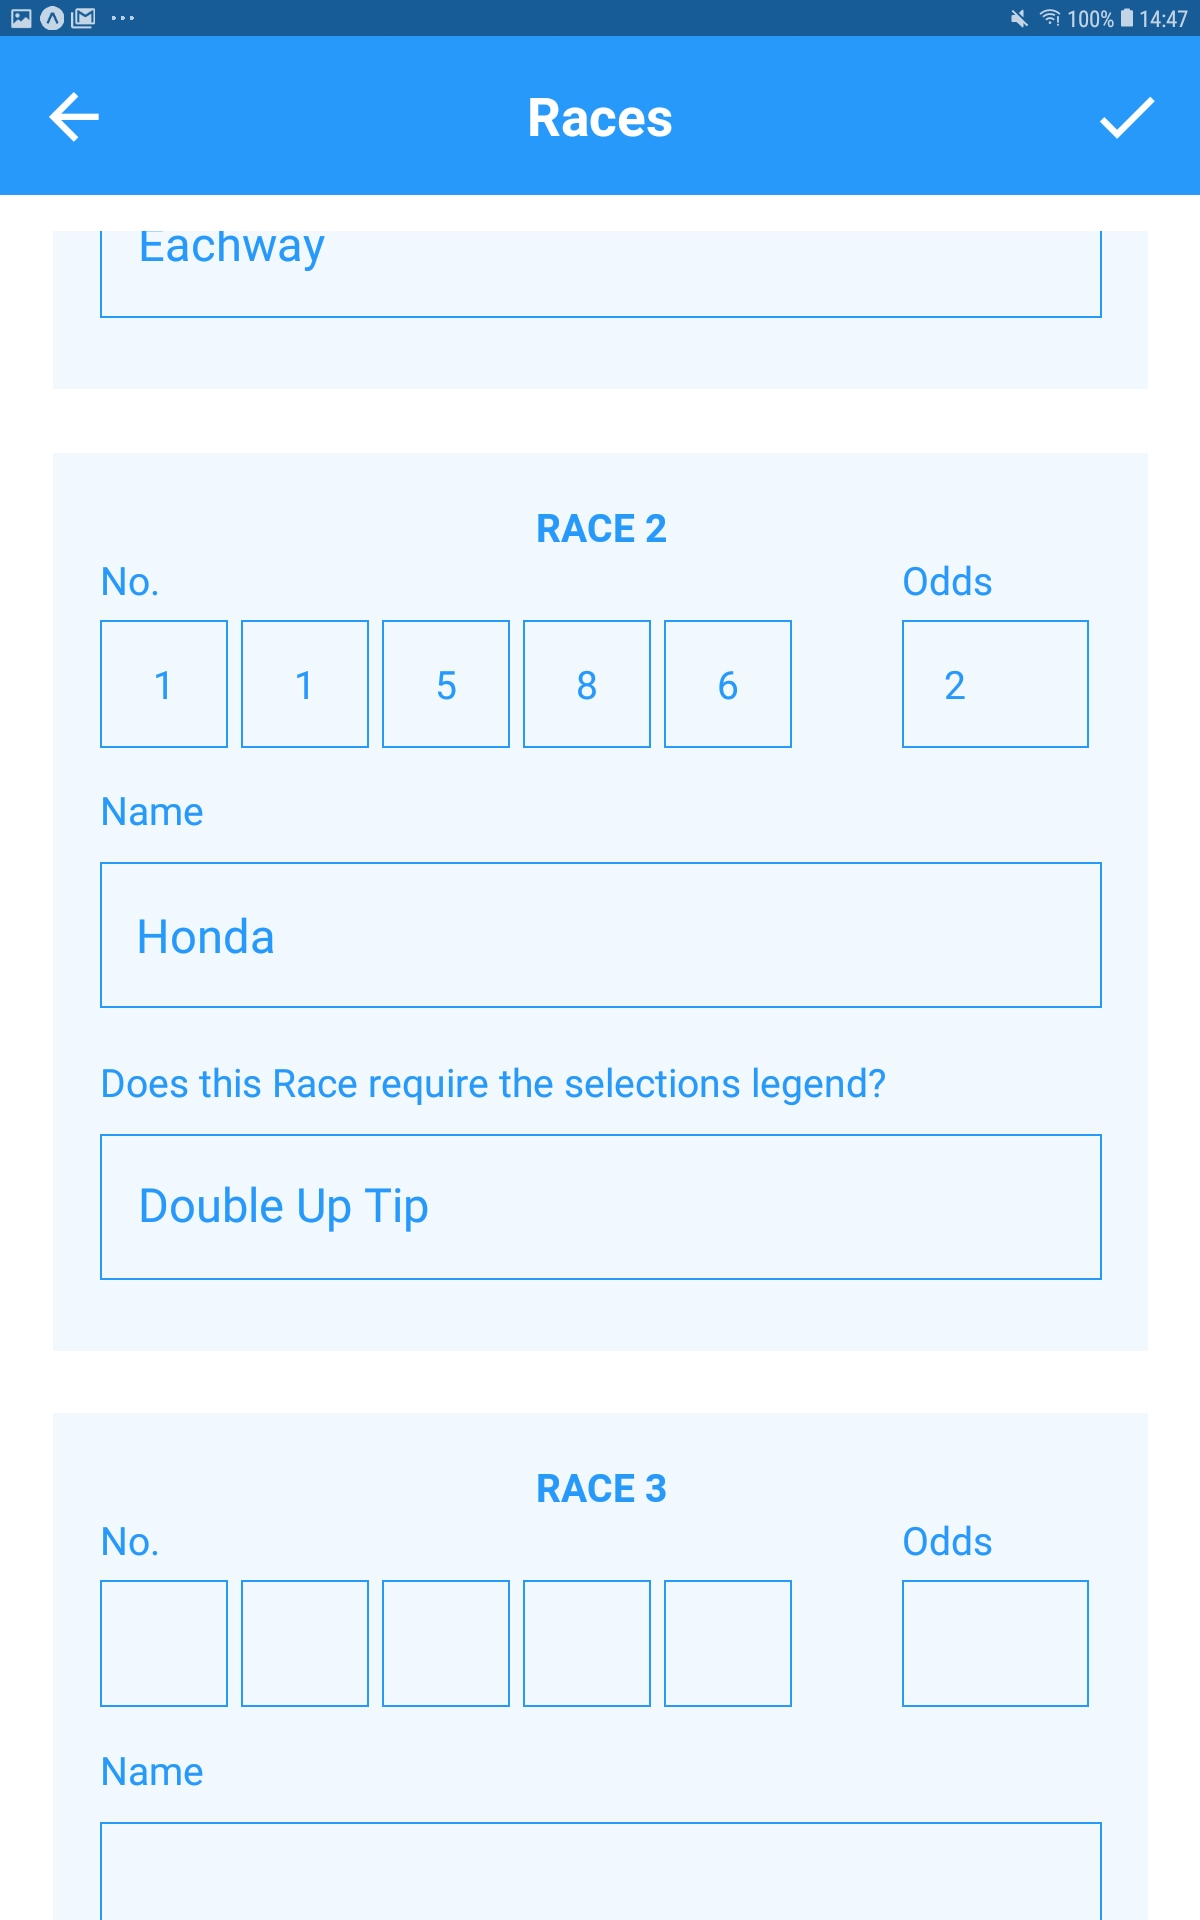 100% 14:47
Races
Eachway
RACE 2
No. Odds
1 1 5 8 6 2
Name
Honda
Does this Race require the selections legend?
Double Up Tip
RACE 3
No. Odds
Name